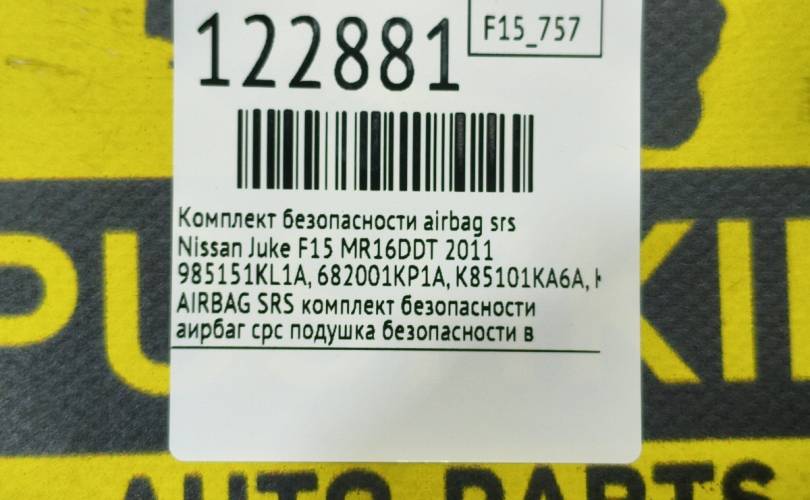 122881
F15_757
Комплект безопасности airbag srs
Nissan Juke F15 MR16DDT 2011
985151KL1A, 682001KP1A, K85101KA6A,
AIRBAG SRS комплект безопасности
аирбаг срс подушка безопасности в
AUTO PARTS